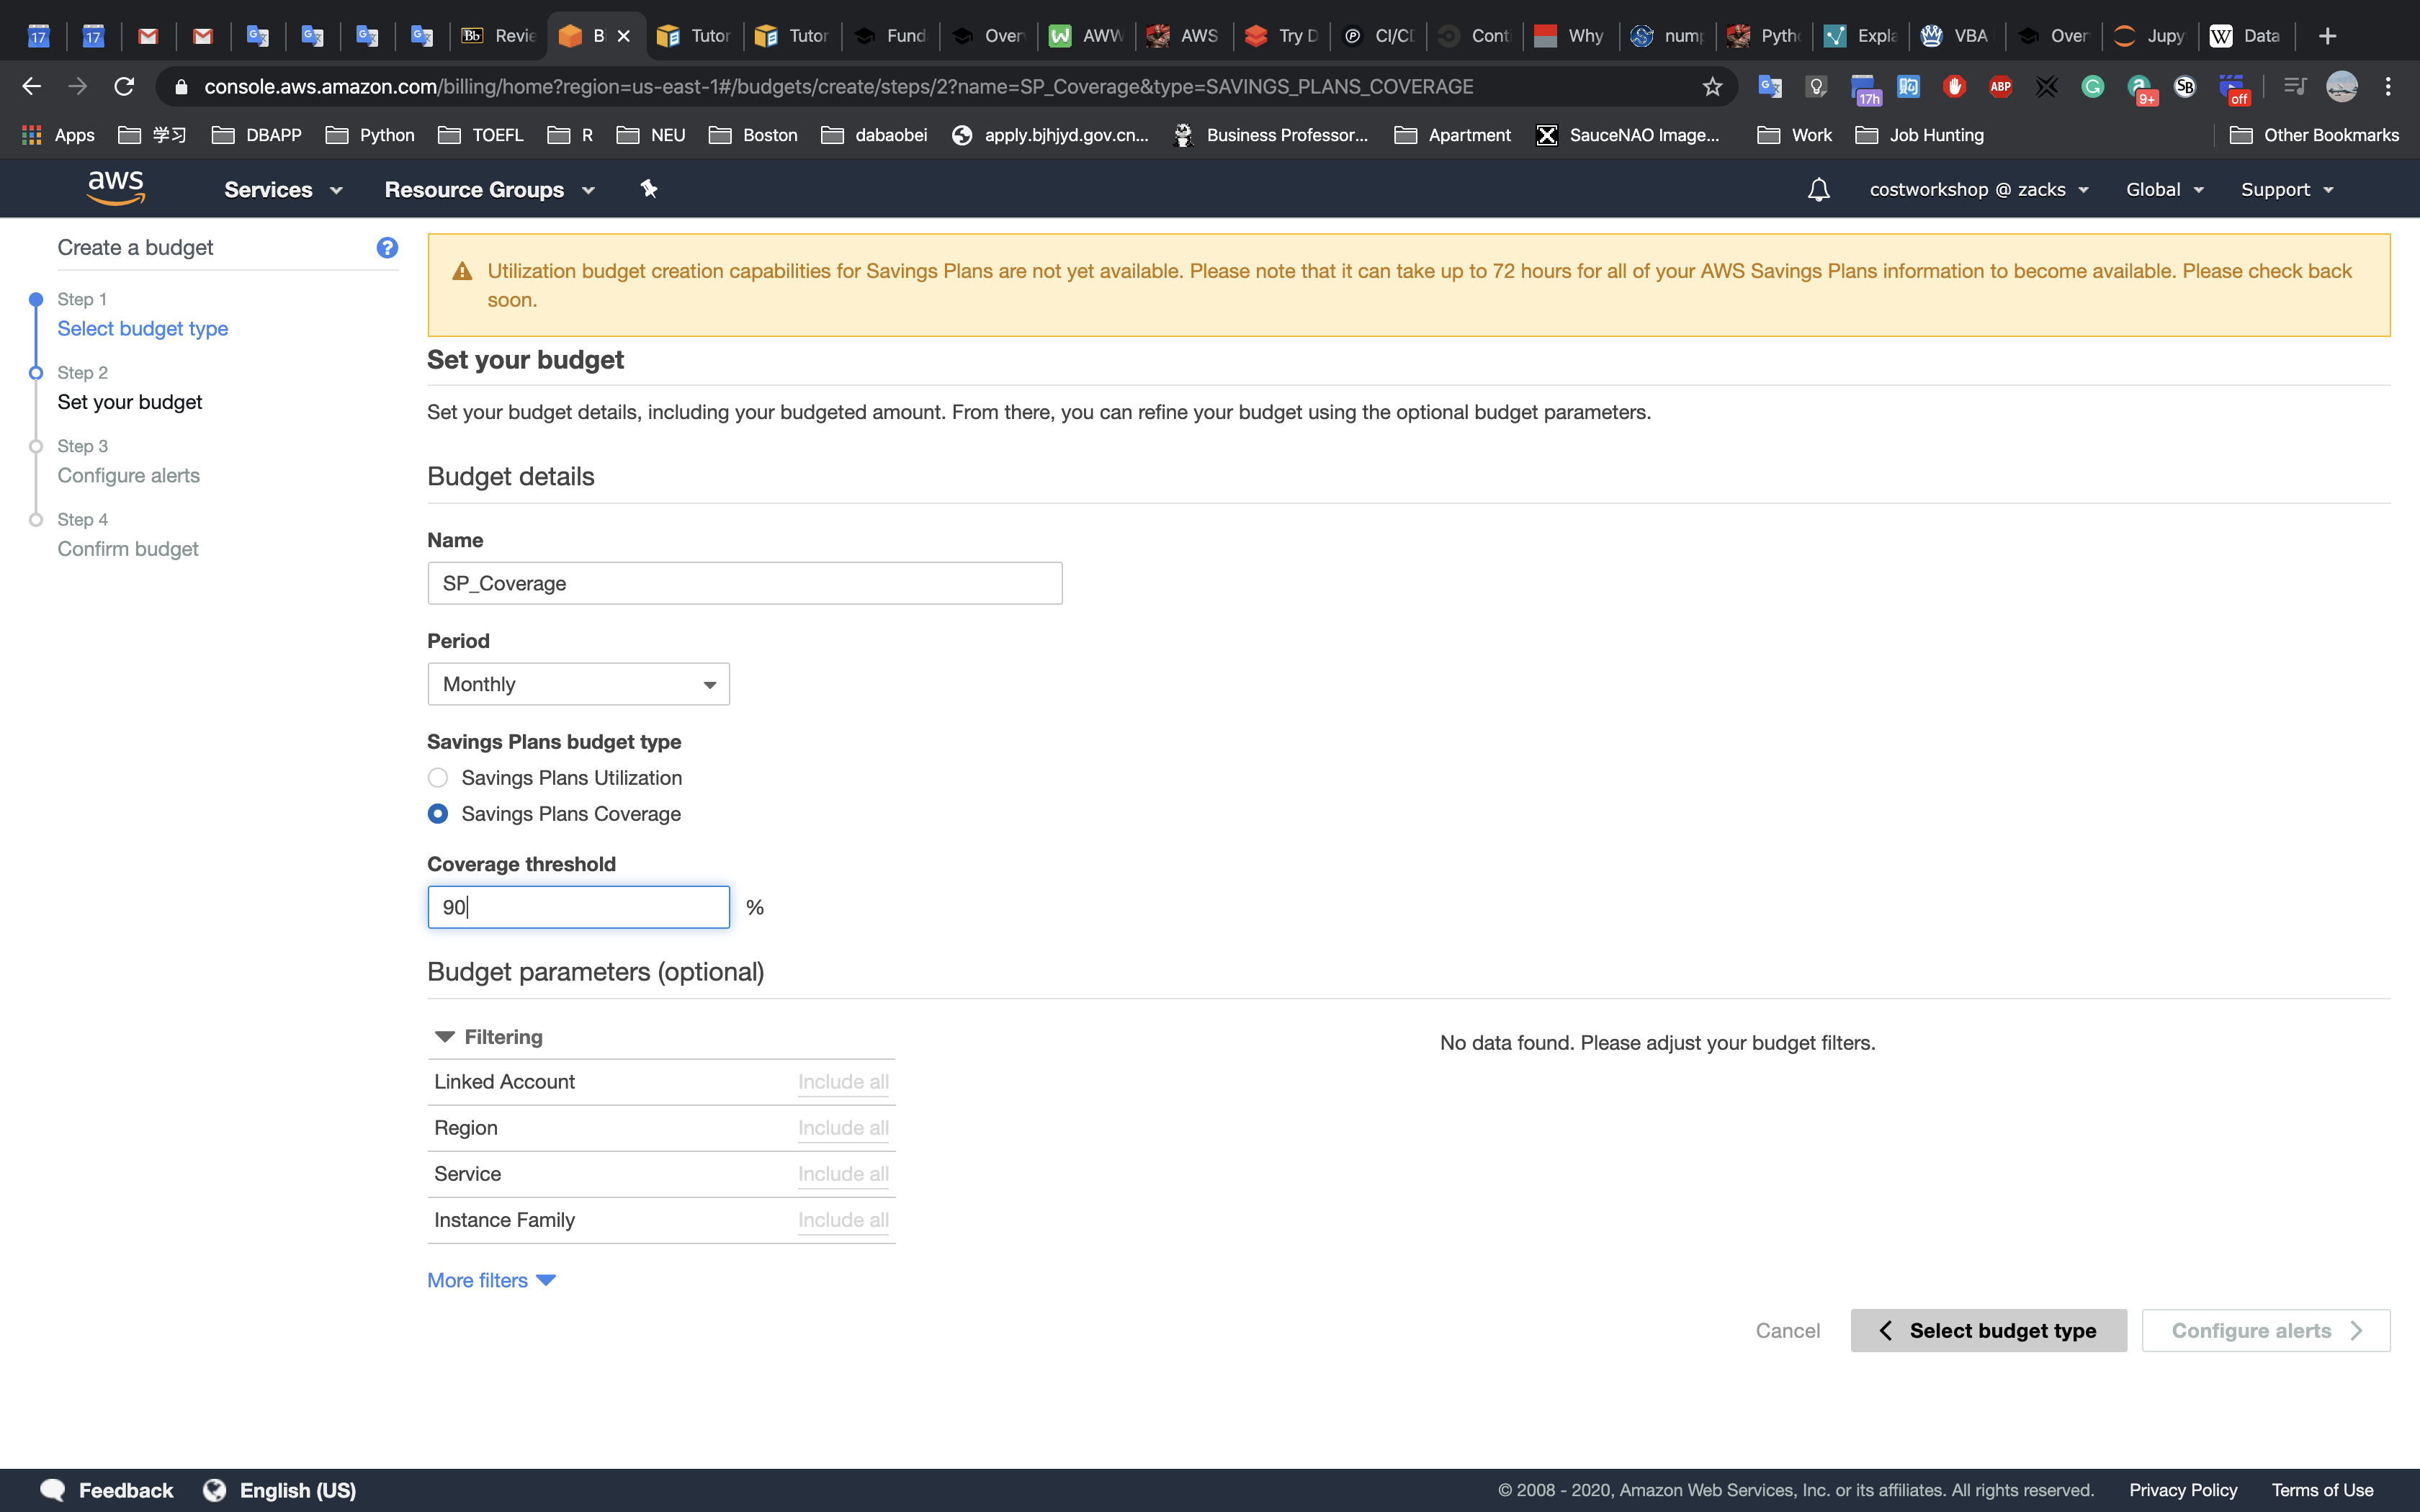 17
17
Bb Revie
B
Tutor
Tutor
Fund
Over
AWW
AWS
Try D
CI/CD
Cont
Why
nump
Pyth
Expla
VBA
Over
Jupy
W Data
console.aws.amazon.com/billing/home?region=us-east-1#/budgets/create/steps/2?name=SP_Coverage&type=SAVINGS_PLANS_COVERAGE
17h
ABP
9+
SB
off
Apps
学习
DBAPP
Python
TOEFL
R
NEU
Boston
dabaobei
apply.bjhjyd.gov.cn...
Business Professor...
Apartment
SauceNAO Image...
Work
Job Hunting
Other Bookmarks
aws
Services
Resource Groups
costworkshop @ zacks
Global
Support
Create a budget
?
Step 1
Select budget type
Step 2
Set your budget
Step 3
Configure alerts
Step 4
Confirm budget
Utilization budget creation capabilities for Savings Plans are not yet available. Please note that it can take up to 72 hours for all of your AWS Savings Plans information to become available. Please check back
soon.
Set your budget
Set your budget details, including your budgeted amount. From there, you can refine your budget using the optional budget parameters.
Budget details
Name
SP_Coverage
Period
Monthly
Savings Plans budget type
Savings Plans Utilization
Savings Plans Coverage
Coverage threshold
90 %
Budget parameters (optional)
Filtering
No data found. Please adjust your budget filters.
Linked Account Include all
Region Include all
Service Include all
Instance Family Include all
More filters
Cancel
Select budget type
Configure alerts
Feedback
English (US)
© 2008 - 2020, Amazon Web Services, Inc. or its affiliates. All rights reserved.
Privacy Policy
Terms of Use